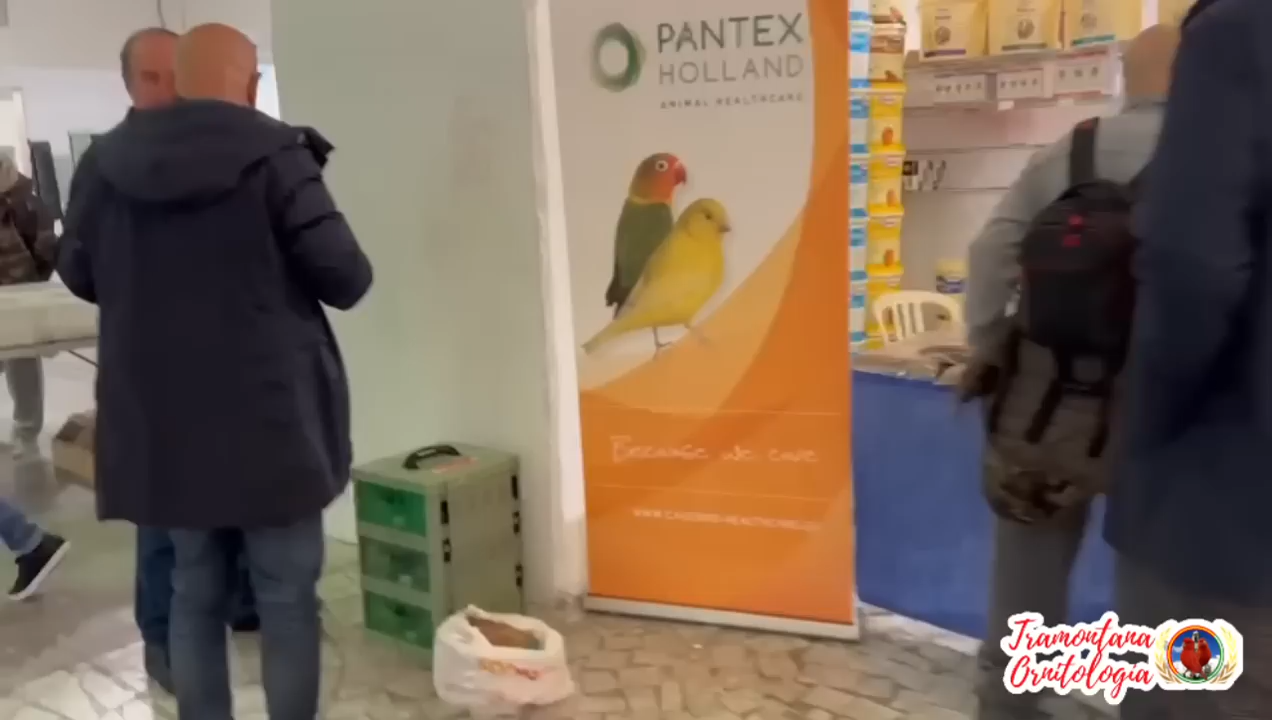 PANTEX
HOLLAND
ANIMAL HEALTHCARE
Because we care
Tramontana
Ornitologia